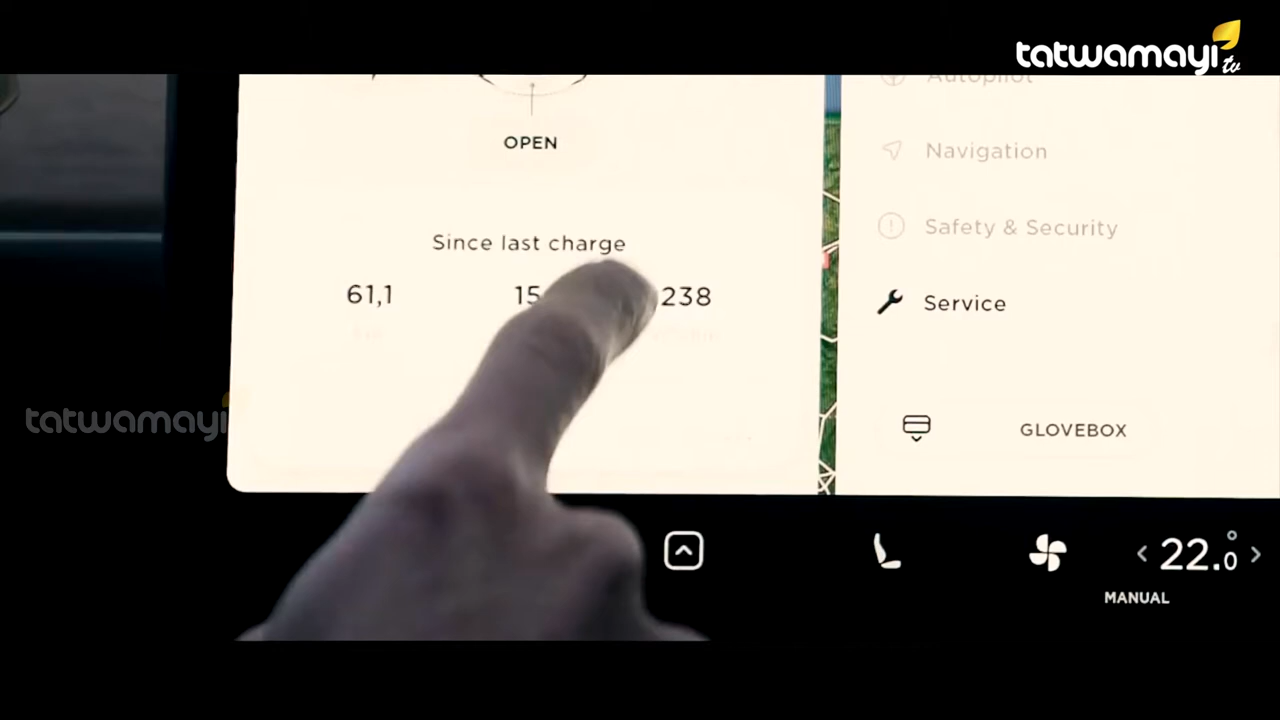 tatwamayi tv
Autopilot
OPEN
Navigation
Safety & Security
Since last charge
61,1
15
238
Service
tatwamayi
GLOVEBOX
22.0°
MANUAL